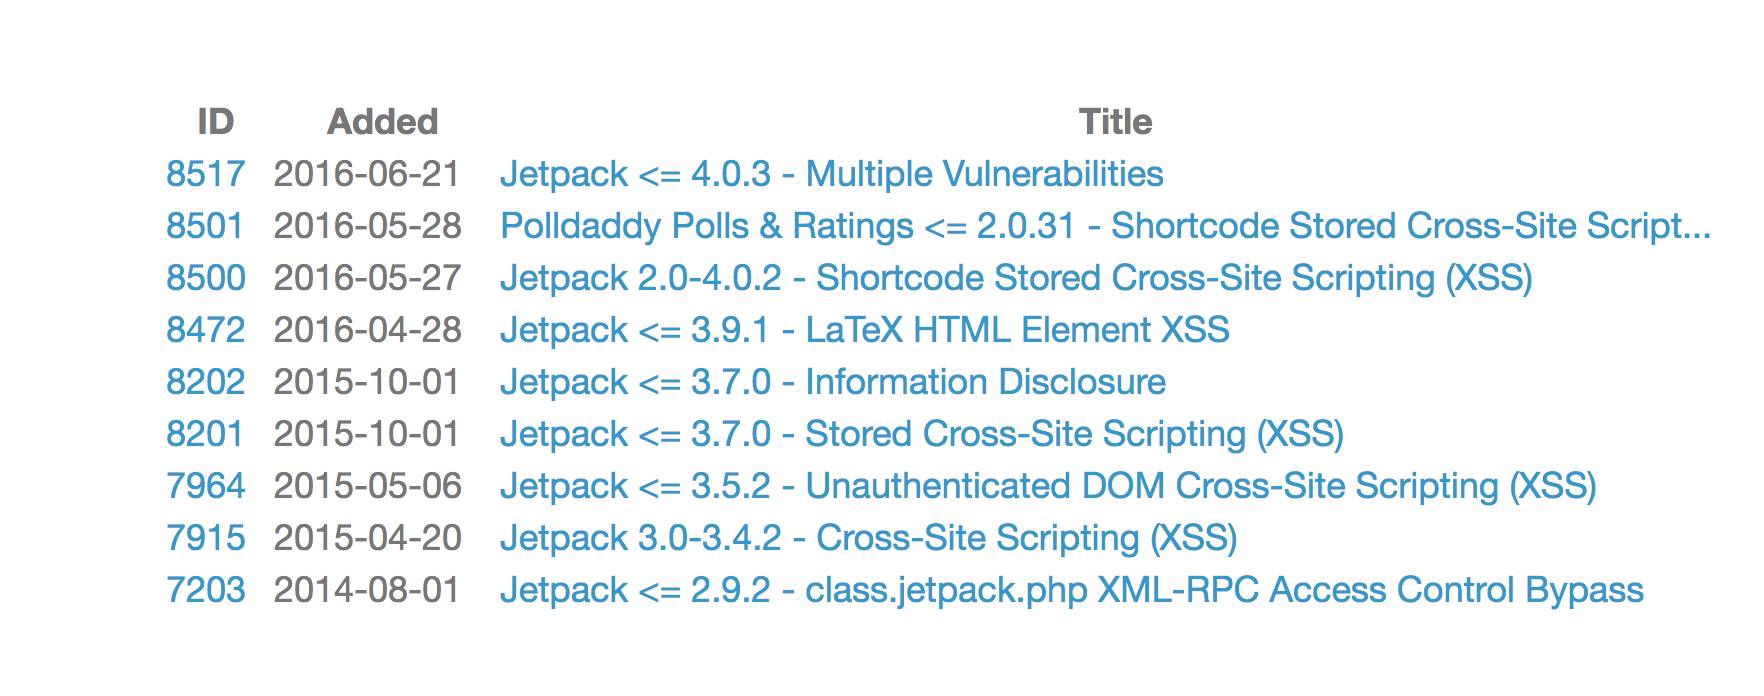 ID Added Title
8517 2016-06-21 Jetpack <= 4.0.3 - Multiple Vulnerabilities
8501 2016-05-28 Polldaddy Polls & Ratings <= 2.0.31 - Shortcode Stored Cross-Site Script...
8500 2016-05-27 Jetpack 2.0-4.0.2 - Shortcode Stored Cross-Site Scripting (XSS)
8472 2016-04-28 Jetpack <= 3.9.1 - LaTeX HTML Element XSS
8202 2015-10-01 Jetpack <= 3.7.0 - Information Disclosure
8201 2015-10-01 Jetpack <= 3.7.0 - Stored Cross-Site Scripting (XSS)
7964 2015-05-06 Jetpack <= 3.5.2 - Unauthenticated DOM Cross-Site Scripting (XSS)
7915 2015-04-20 Jetpack 3.0-3.4.2 - Cross-Site Scripting (XSS)
7203 2014-08-01 Jetpack <= 2.9.2 - class.jetpack.php XML-RPC Access Control Bypass